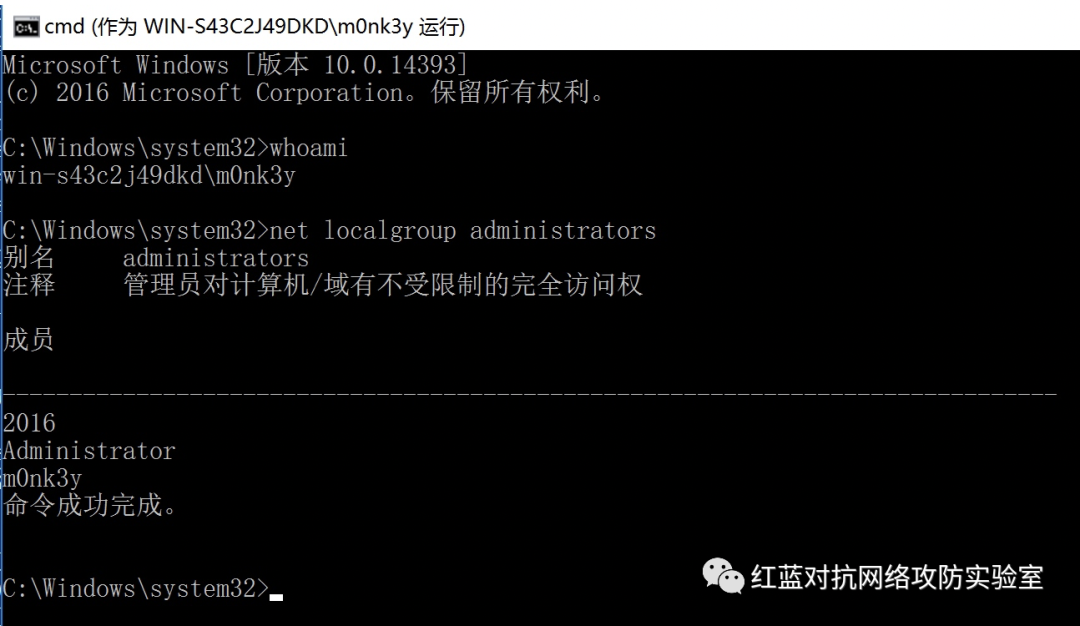 cmd (作为 WIN-S43C2J49DKD\m0nk3y 运行)
Microsoft Windows [版本 10.0.14393]
(c) 2016 Microsoft Corporation。保留所有权利。
C:\Windows\system32>whoami
win-s43c2j49dkd\m0nk3y
C:\Windows\system32>net localgroup administrators
别名 administrators
注释 管理员对计算机/域有不受限制的完全访问权
成员
-------------------------------------------------------------------------------
2016
Administrator
m0nk3y
命令成功完成。
C:\Windows\system32>
红蓝对抗网络攻防实验室